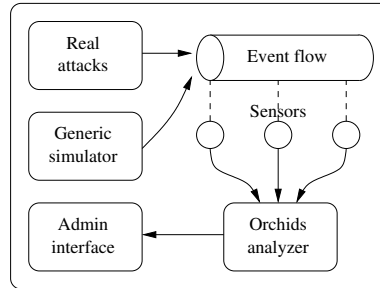 Real
attacks
Event flow
Sensors
Generic
simulator
Admin
interface
Orchids
analyzer